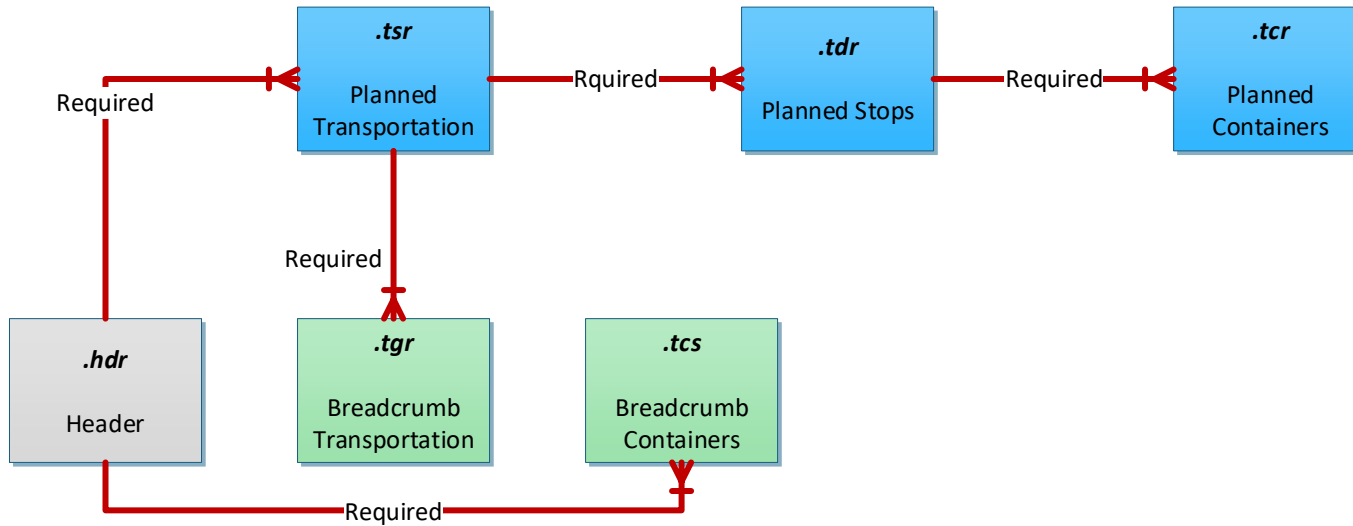 .tsr
Planned
Transportation
Rquired
.tdr
Planned Stops
Required
.tcr
Planned
Containers
Required
Required
.hdr
Header
.tgr
Breadcrumb
Transportation
.tcs
Breadcrumb
Containers
Required